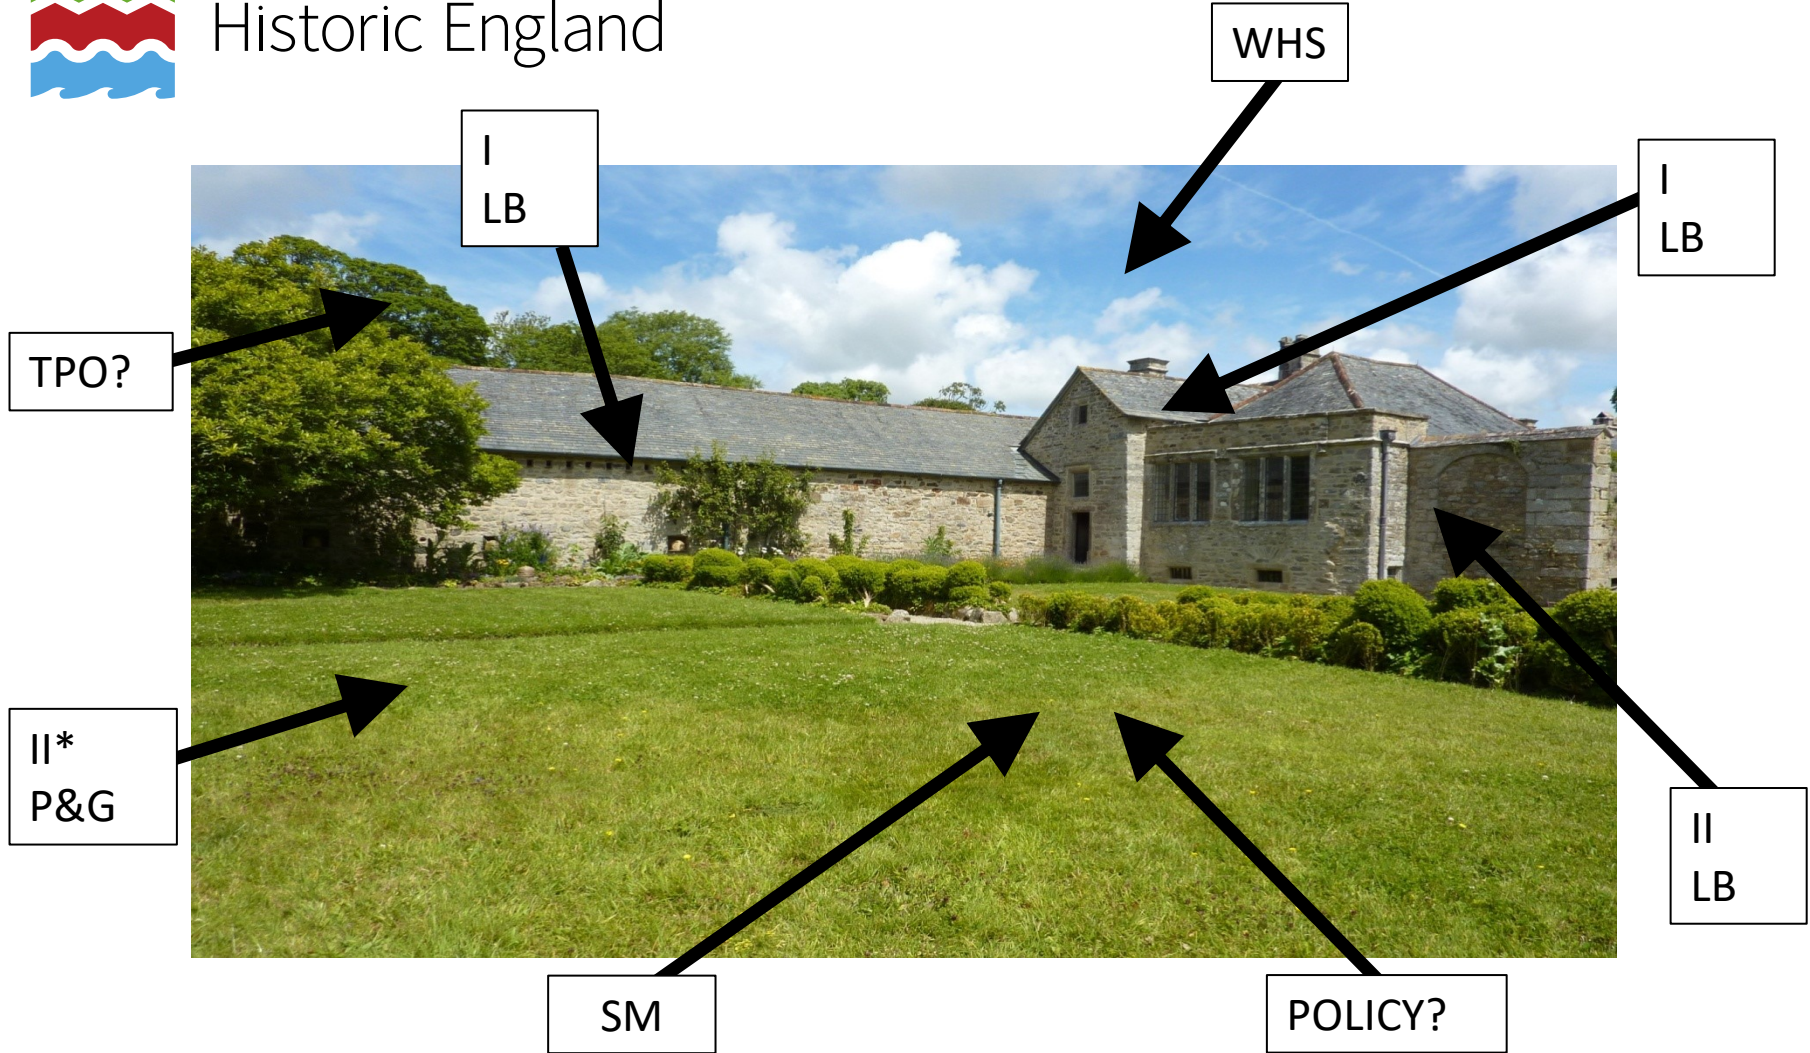 Historic England
WHS
I
LB
I
LB
TPO?
II*
P&G
II
LB
SM
POLICY?